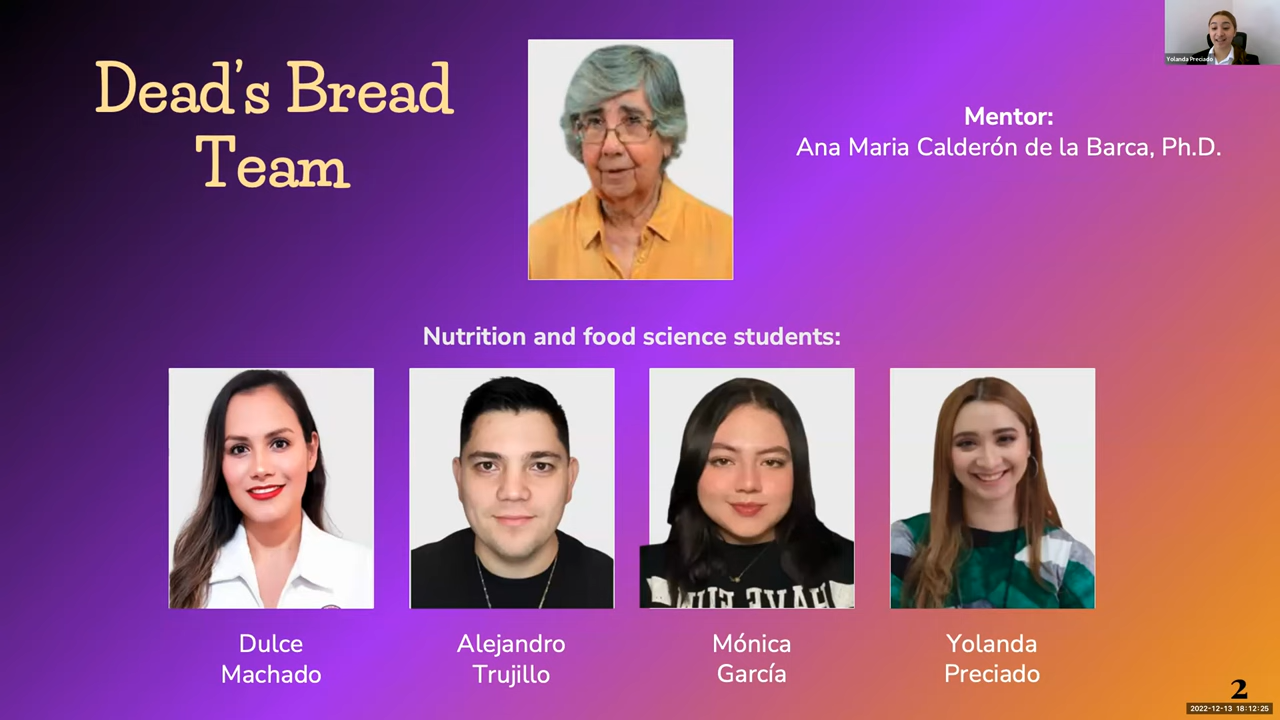 Dead's Bread
Team
Yolanda Preciado
Mentor:
Ana Maria Calderón de la Barca, Ph.D.
Nutrition and food science students:
Dulce
Machado
Alejandro
Trujillo
Mónica
García
Yolanda
Preciado
2
2022-12-13 18:12:25